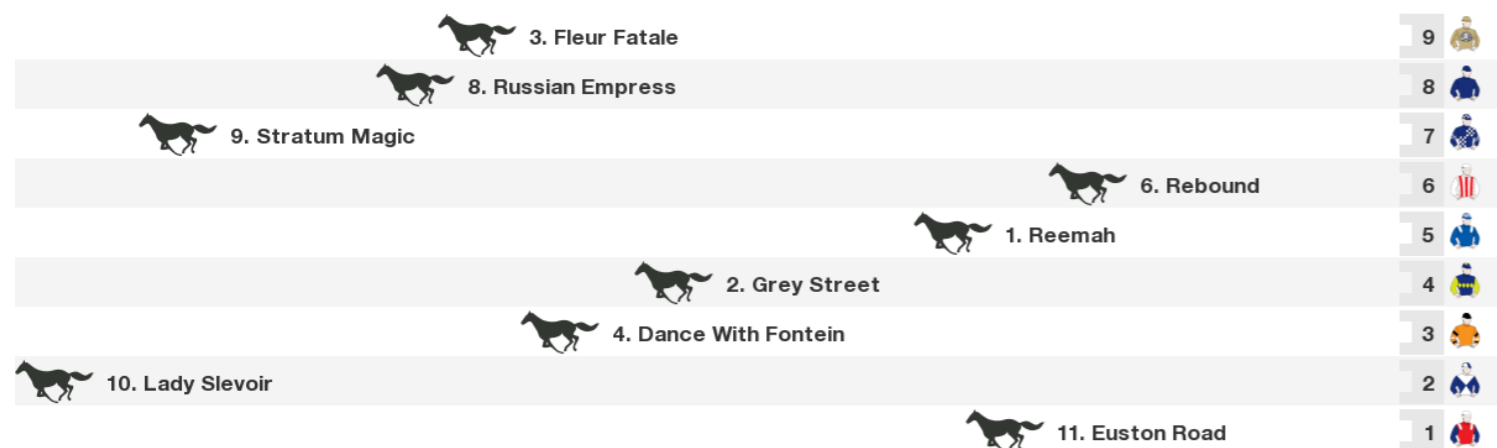 3. Fleur Fatale 9
8. Russian Empress 8
9. Stratum Magic 7
6. Rebound 6
1. Reemah 5
2. Grey Street 4
4. Dance With Fontein 3
10. Lady Slevoir 2
11. Euston Road 1